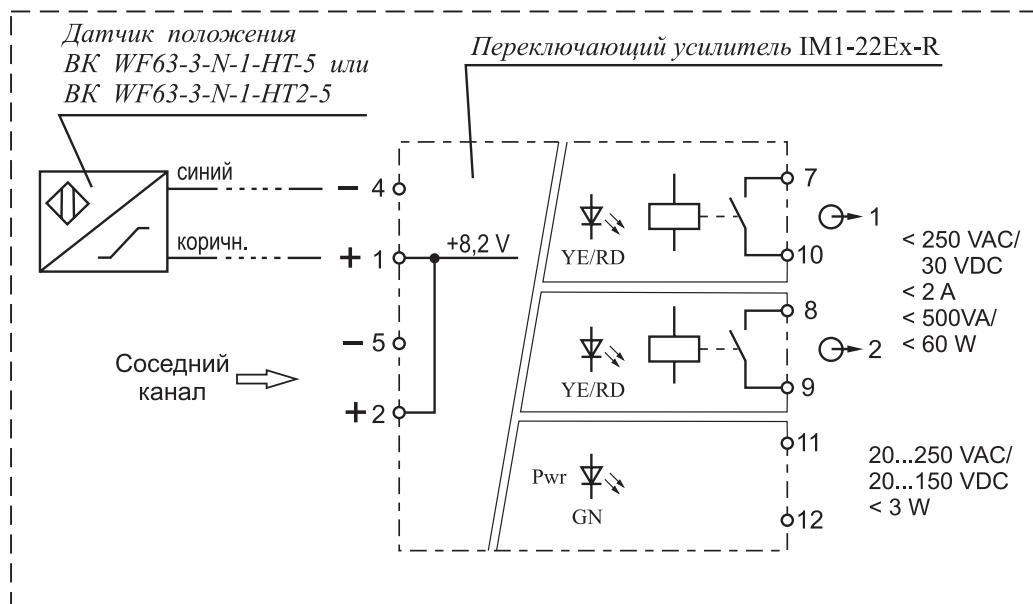 Датчик положения
ВК WF63-3-N-1-HT-5 или
ВК WF63-3-N-1-HT2-5
Переключающий усилитель IM1-22Ex-R
синий
– 4
коричн.
+ 1
+8,2 V
– 5
Соседний
канал
+ 2
YE/RD
7
10
1
YE/RD
8
9
2
< 250 VAC/
30 VDC
< 2 A
< 500VA/
< 60 W
Pwr
GN
11
12
20...250 VAC/
20...150 VDC
< 3 W